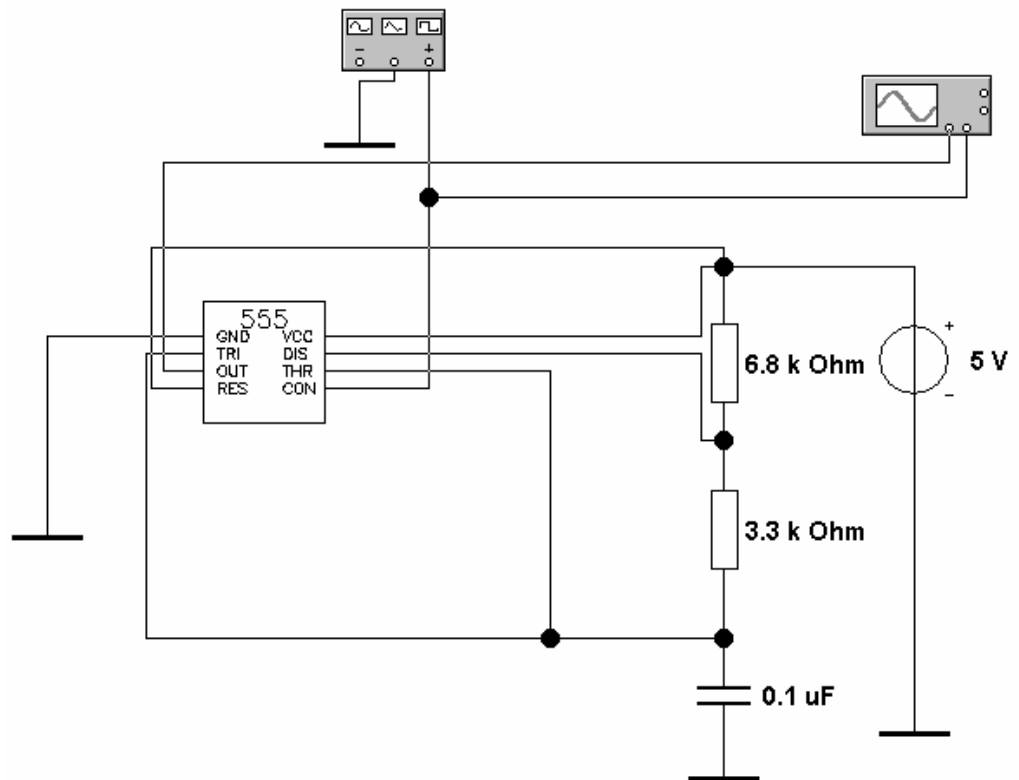 −
+
555
GND VCC
TRI DIS
OUT THR
RES CON
6.8 k Ohm
+
5 V
−
3.3 k Ohm
0.1 uF